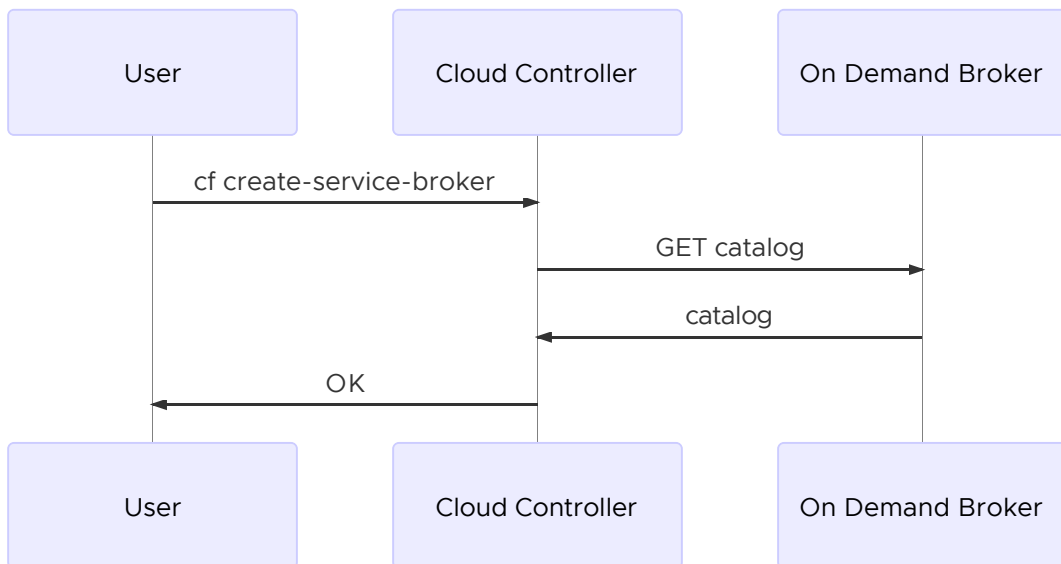 User
Cloud Controller
On Demand Broker
cf create-service-broker
GET catalog
catalog
OK
User
Cloud Controller
On Demand Broker